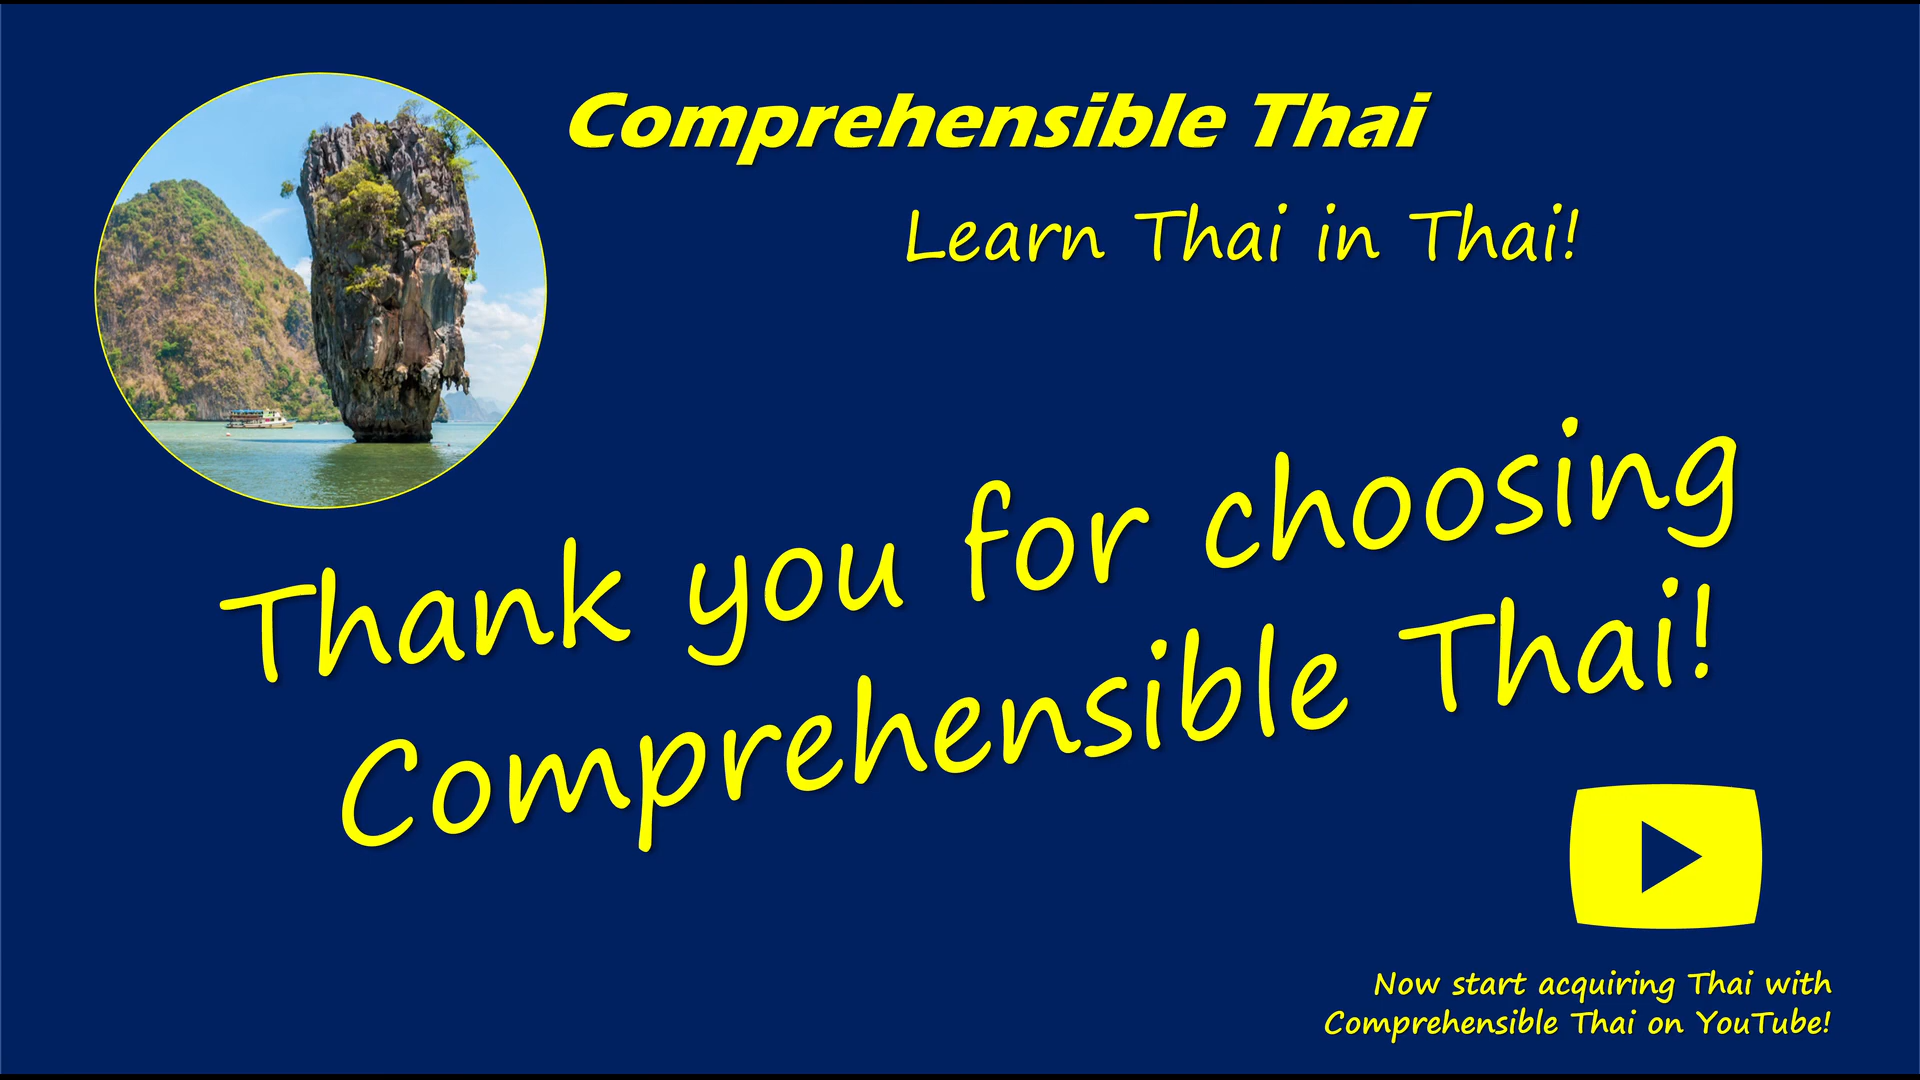 Comprehensible Thai
Learn Thai in Thai!
Thank you for choosing
Comprehensible Thai!
Now start acquiring Thai with
Comprehensible Thai on YouTube!